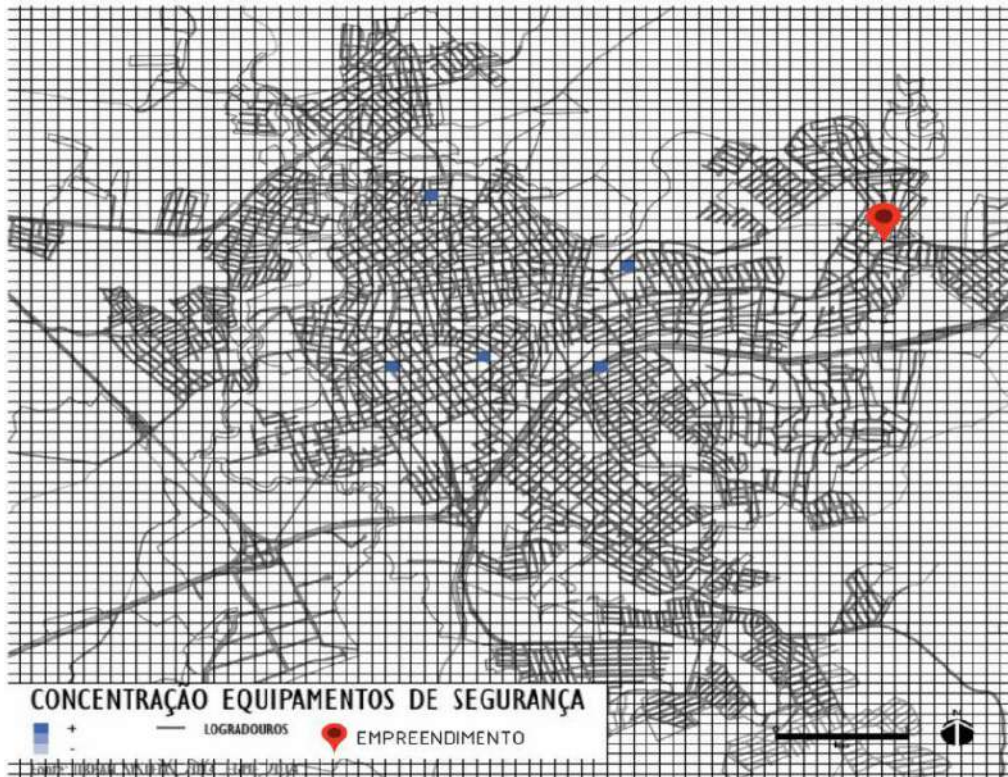 CONCENTRAÇÃO EQUIPAMENTOS DE SEGURANÇA
+
LOGRADOUROS
EMPREENDIMENTO
-